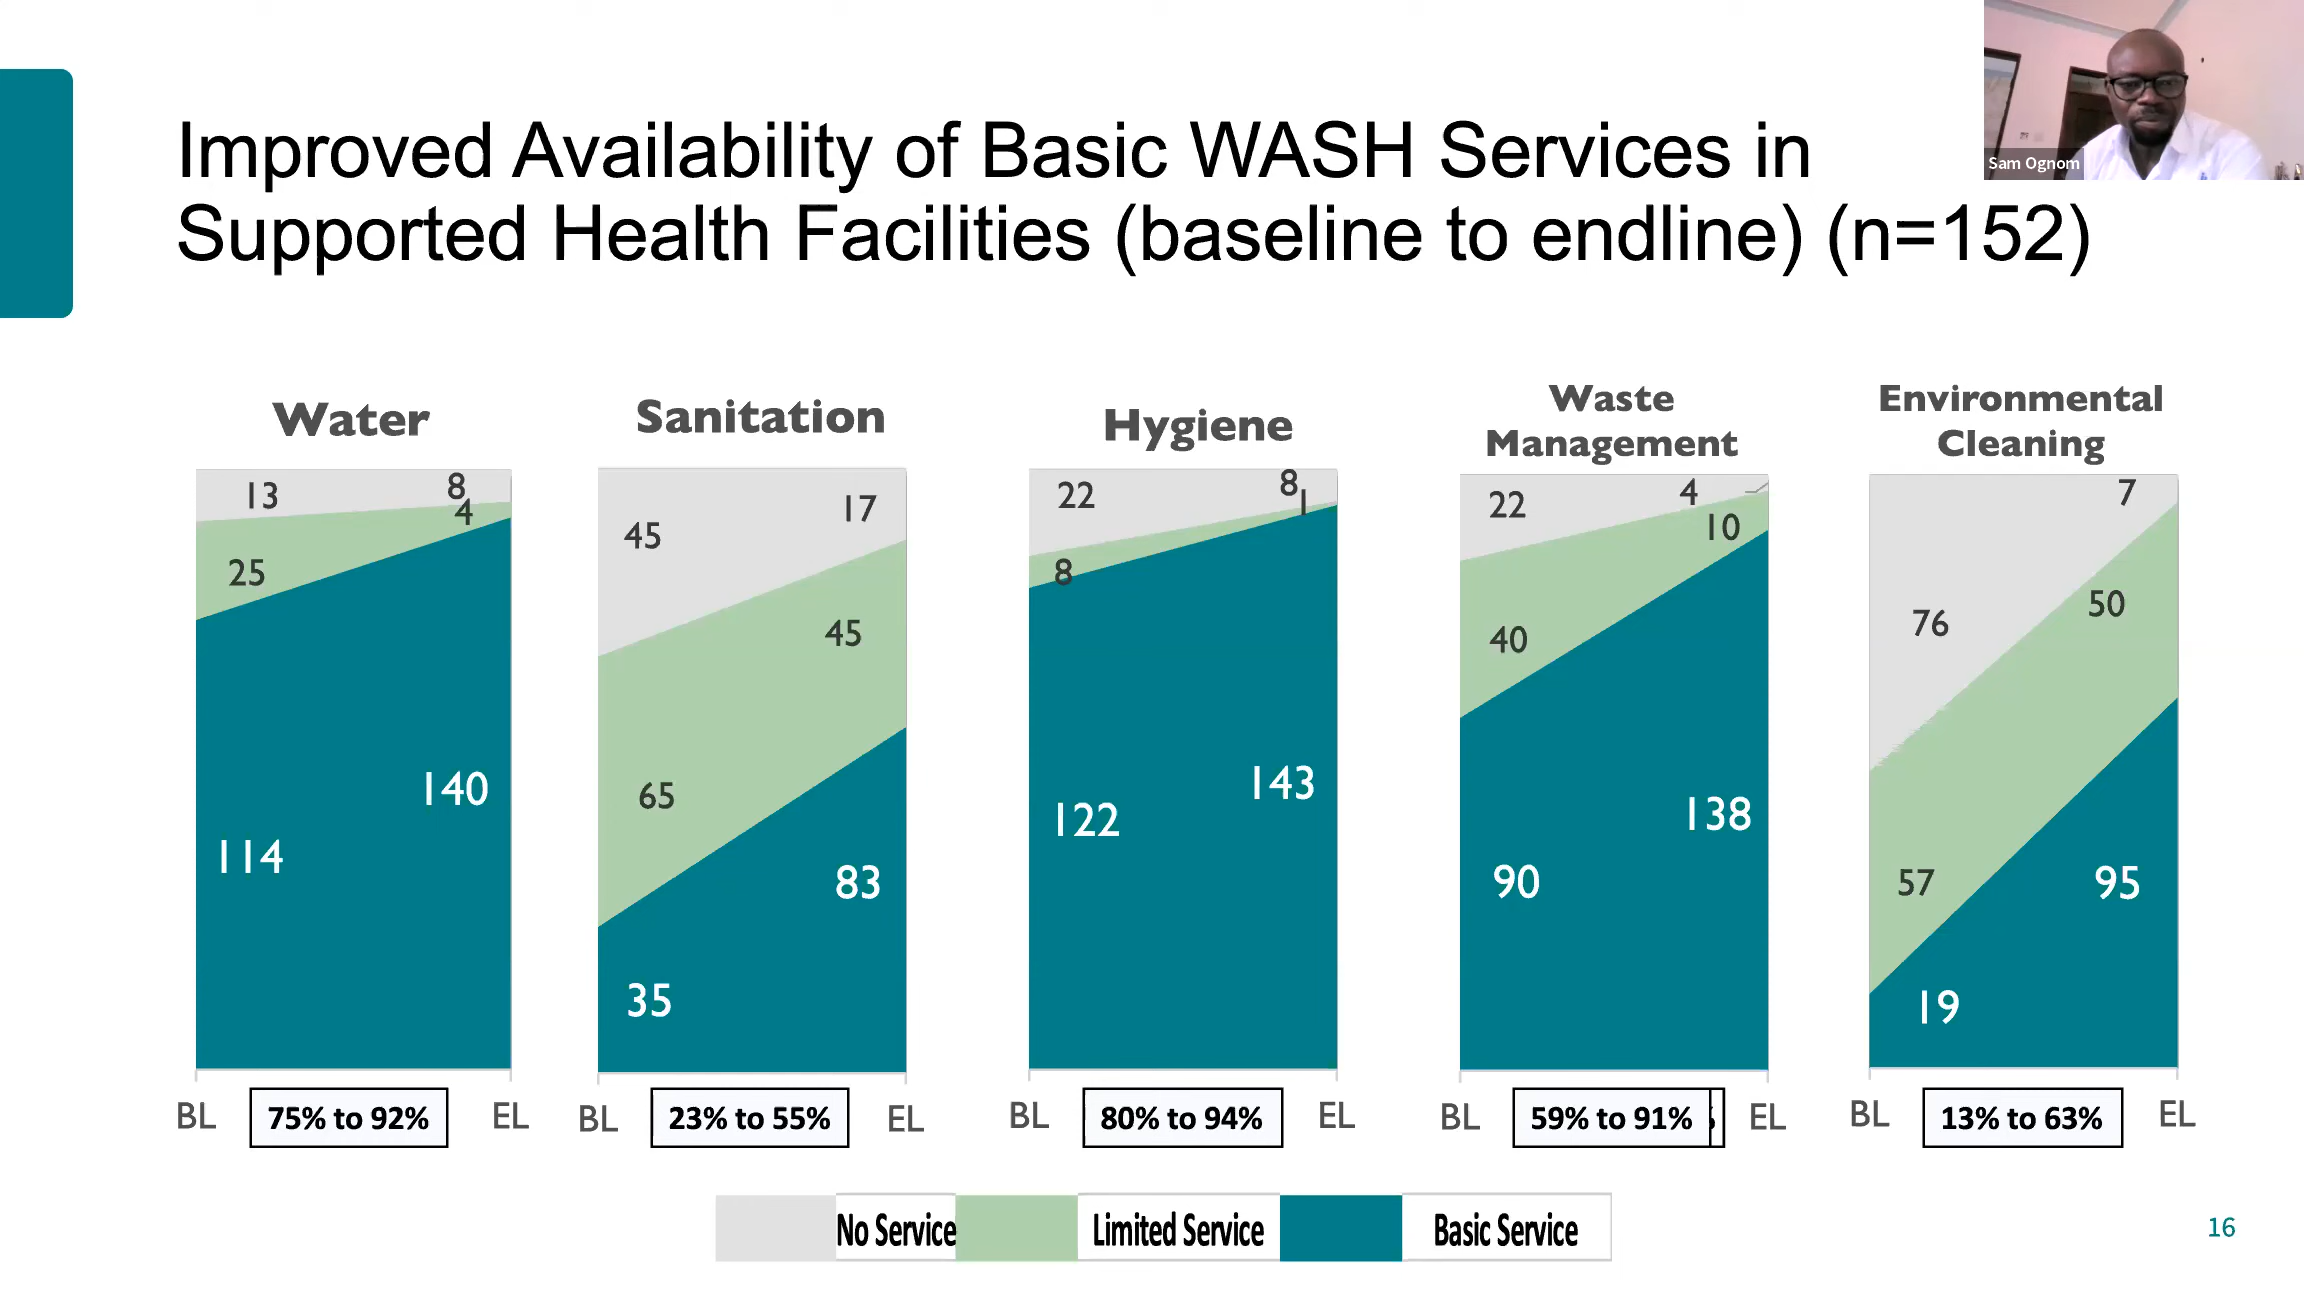 Sam Ognom
Improved Availability of Basic WASH Services in
Supported Health Facilities (baseline to endline) (n=152)
Water
13
8
4
25
140
114
BL
75% to 92%
EL
Sanitation
45
17
45
65
83
35
BL
23% to 55%
EL
Hygiene
22
8
1
8
143
122
BL
80% to 94%
EL
Waste
Management
22
4
10
40
138
90
BL
59% to 91%
EL
Environmental
Cleaning
7
50
76
57
95
19
BL
13% to 63%
EL
No Service
Limited Service
Basic Service
16